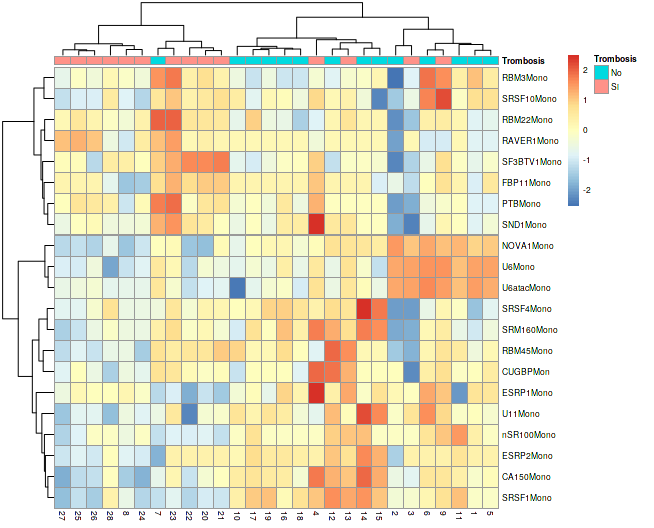 Trombosis
RBM3Mono
SRSF10Mono
RBM22Mono
RAVER1Mono
SF3BTV1Mono
FBP11Mono
PTBMono
SND1Mono
NOVA1Mono
U6Mono
U6atacMono
SRSF4Mono
SRM160Mono
RBM45Mono
CUGBPMon
ESRP1Mono
U11Mono
nSR100Mono
ESRP2Mono
CA150Mono
SRSF1Mono
27 25 26 28 8 24 7 23 22 20 21 10 17 19 16 18 4 12 13 14 15 2 3 6 9 11 1 5
2
1
0
-1
-2
Trombosis
No
SI